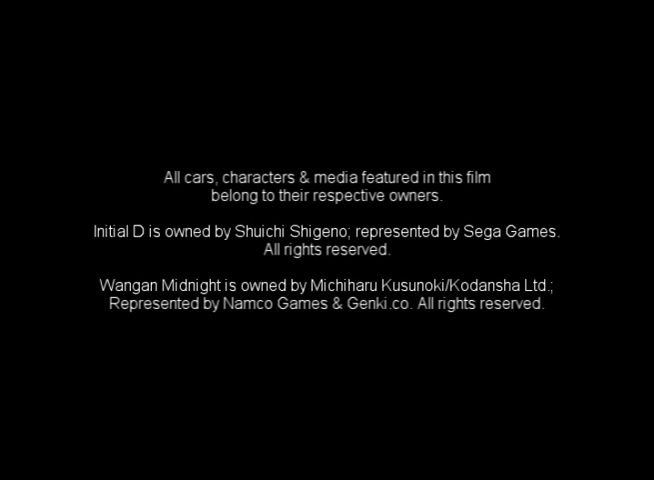 All cars, characters & media featured in this film
belong to their respective owners.
Initial D is owned by Shuichi Shigeno; represented by Sega Games.
All rights reserved.
Wangan Midnight is owned by Michiharu Kusunoki/Kodansha Ltd.;
Represented by Namco Games & Genki.co. All rights reserved.